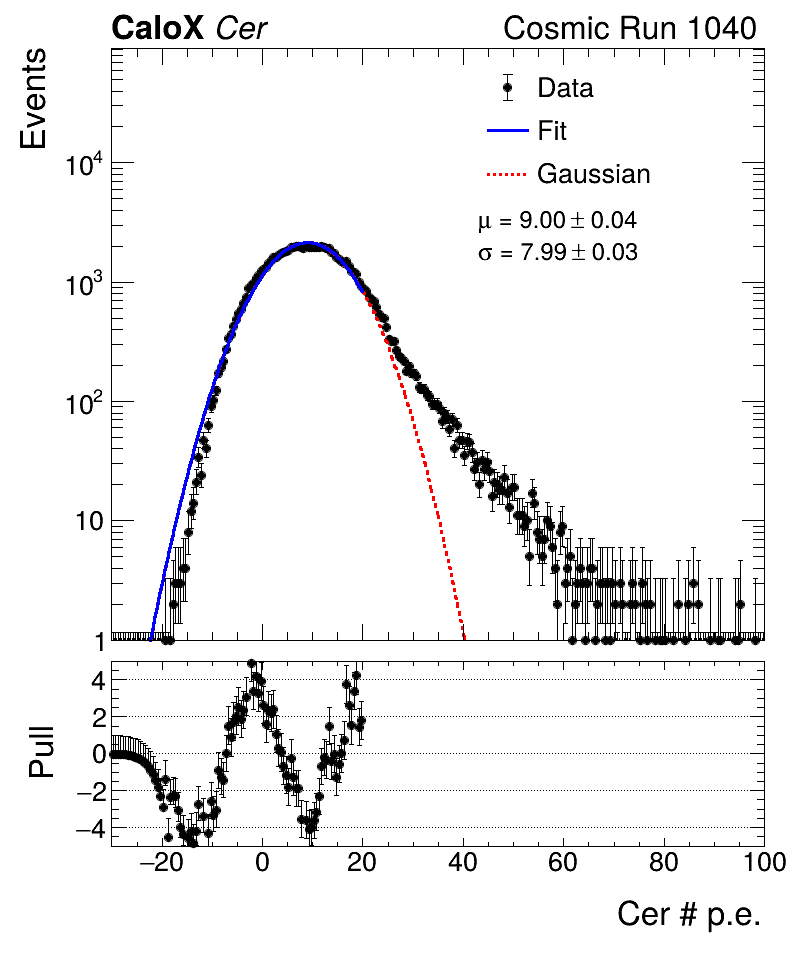 CaloX Cer Cosmic Run 1040
Events
10⁴
10³
10²
10
1
Data
Fit
Gaussian
μ = 9.00 ± 0.04
σ = 7.99 ± 0.03
Pull
4
2
0
−2
−4
−20 0 20 40 60 80 100
Cer # p.e.